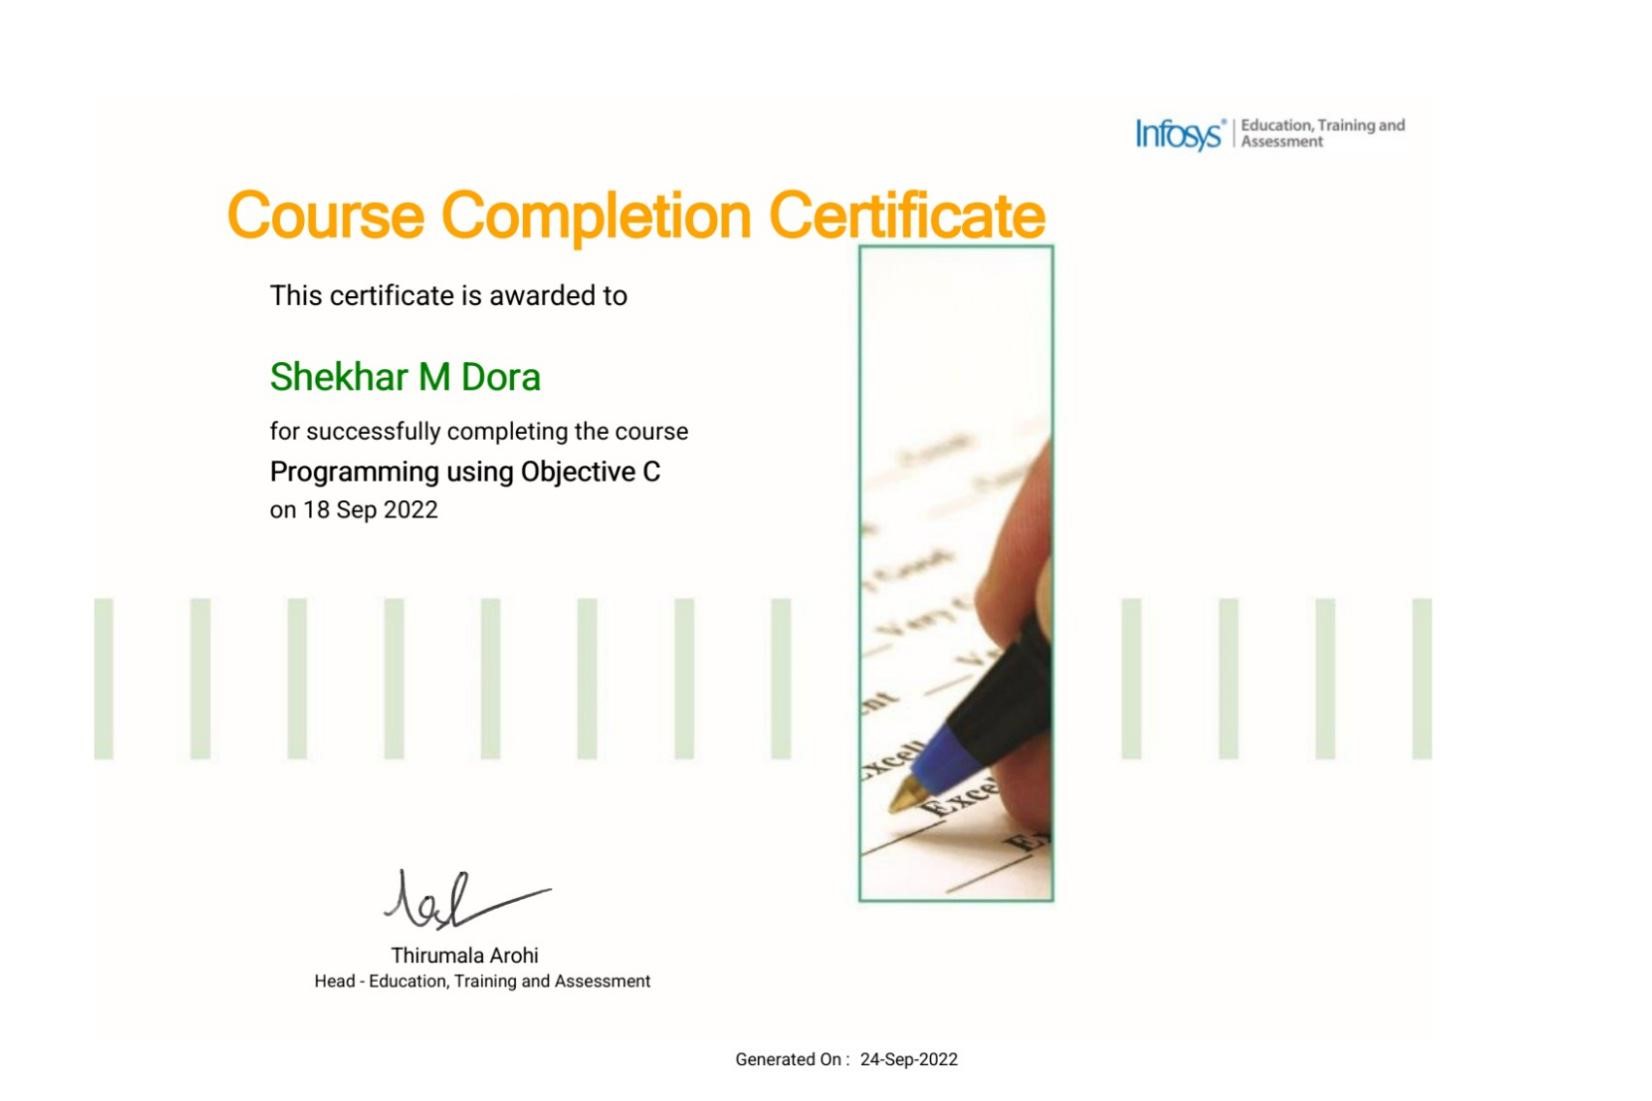 Infosys® | Education, Training and
Assessment
Course Completion Certificate
This certificate is awarded to
Shekhar M Dora
for successfully completing the course
Programming using Objective C
on 18 Sep 2022
Very
Excell
Thirumala Arohi
Head - Education, Training and Assessment
Generated On : 24-Sep-2022